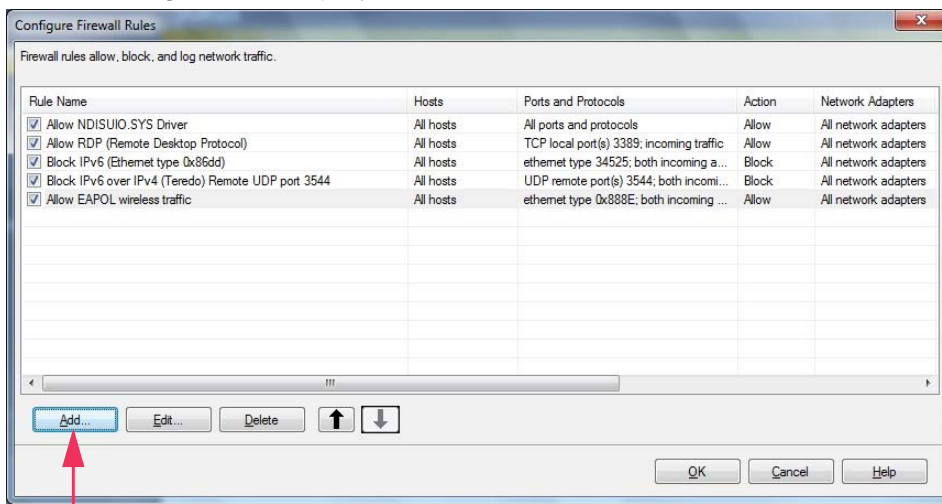 Configure Firewall Rules
Firewall rules allow, block, and log network traffic.
Rule Name Hosts Ports and Protocols Action Network Adapters
Allow NDISUIO.SYS Driver All hosts All ports and protocols Allow All network adapters
Allow RDP (Remote Desktop Protocol) All hosts TCP local port(s) 3389; incoming traffic Allow All network adapters
Block IPv6 (Ethernet type 0x86dd) All hosts ethernet type 34525; both incoming a... Block All network adapters
Block IPv6 over IPv4 (Teredo) Remote UDP port 3544 All hosts UDP remote port(s) 3544; both incomi... Block All network adapters
Allow EAPOL wireless traffic All hosts ethernet type 0x888E; both incoming ... Allow All network adapters
Add... Edit... Delete
OK Cancel Help